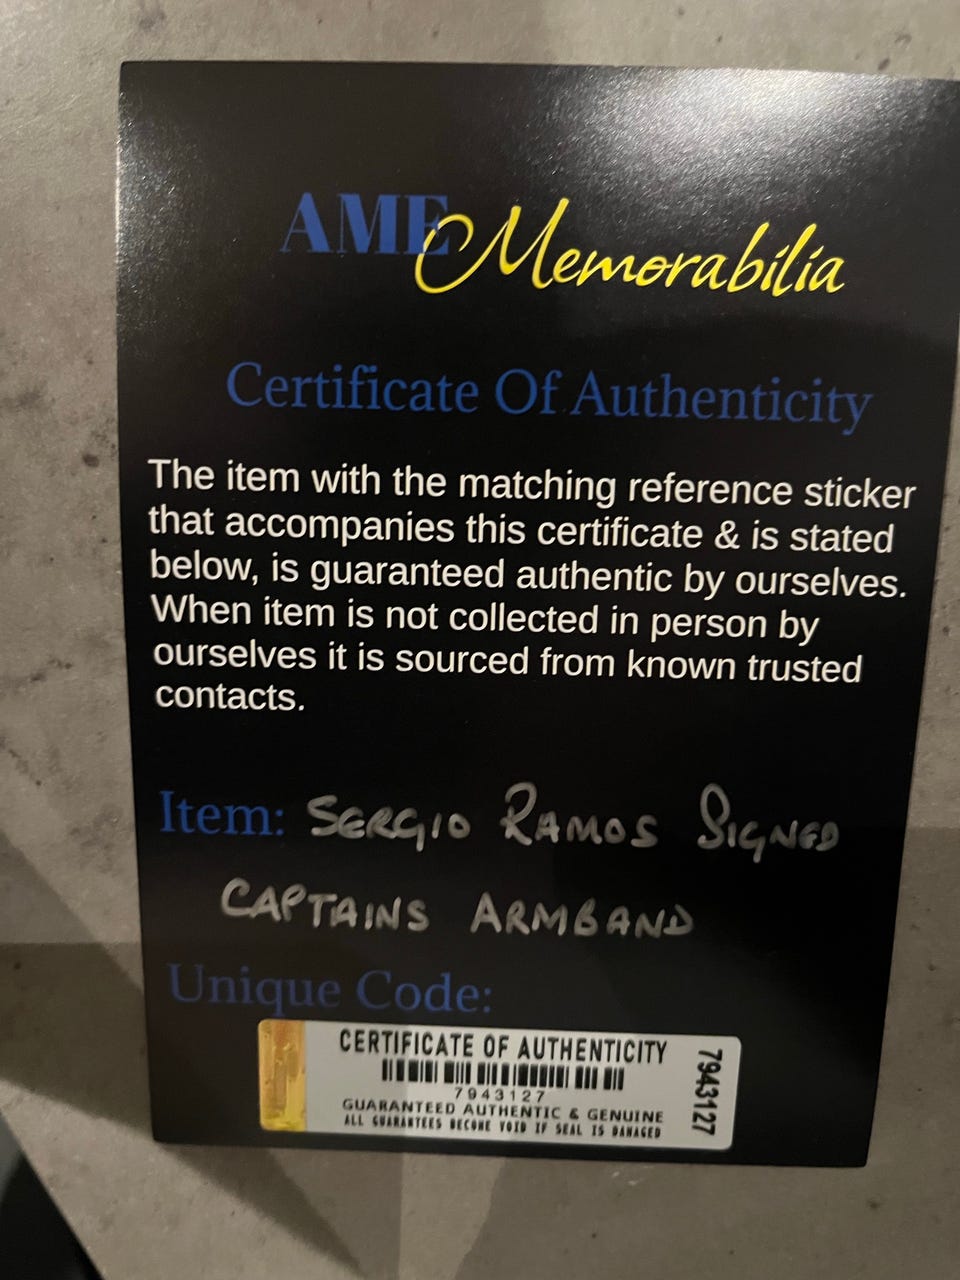 AME Memorabilia
Certificate Of Authenticity
The item with the matching reference sticker
that accompanies this certificate & is stated
below, is guaranteed authentic by ourselves.
When item is not collected in person by
ourselves it is sourced from known trusted
contacts.
Item: SERGIO RAMOS SIGNED
CAPTAINS ARMBAND
Unique Code:
CERTIFICATE OF AUTHENTICITY
7943127
GUARANTEED AUTHENTIC & GENUINE
ALL GUARANTEES BECOME VOID IF SEAL IS DAMAGED
7943127